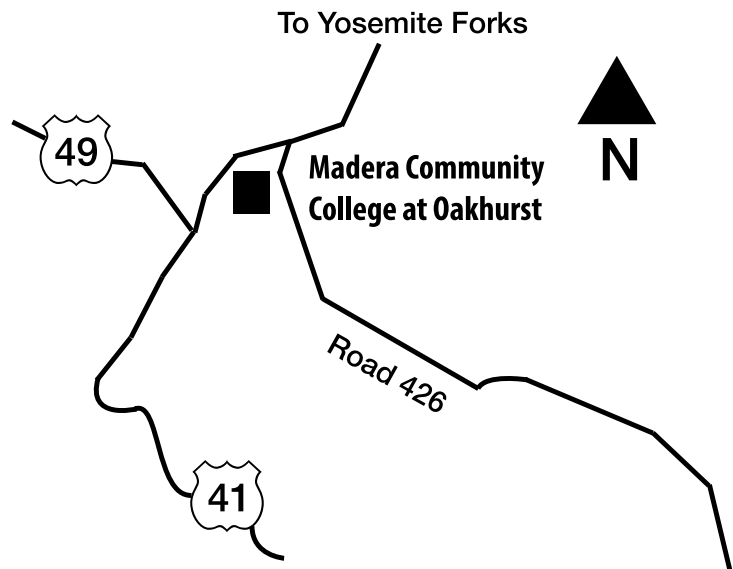 To Yosemite Forks
49
Madera Community
College at Oakhurst
N
Road 426
41